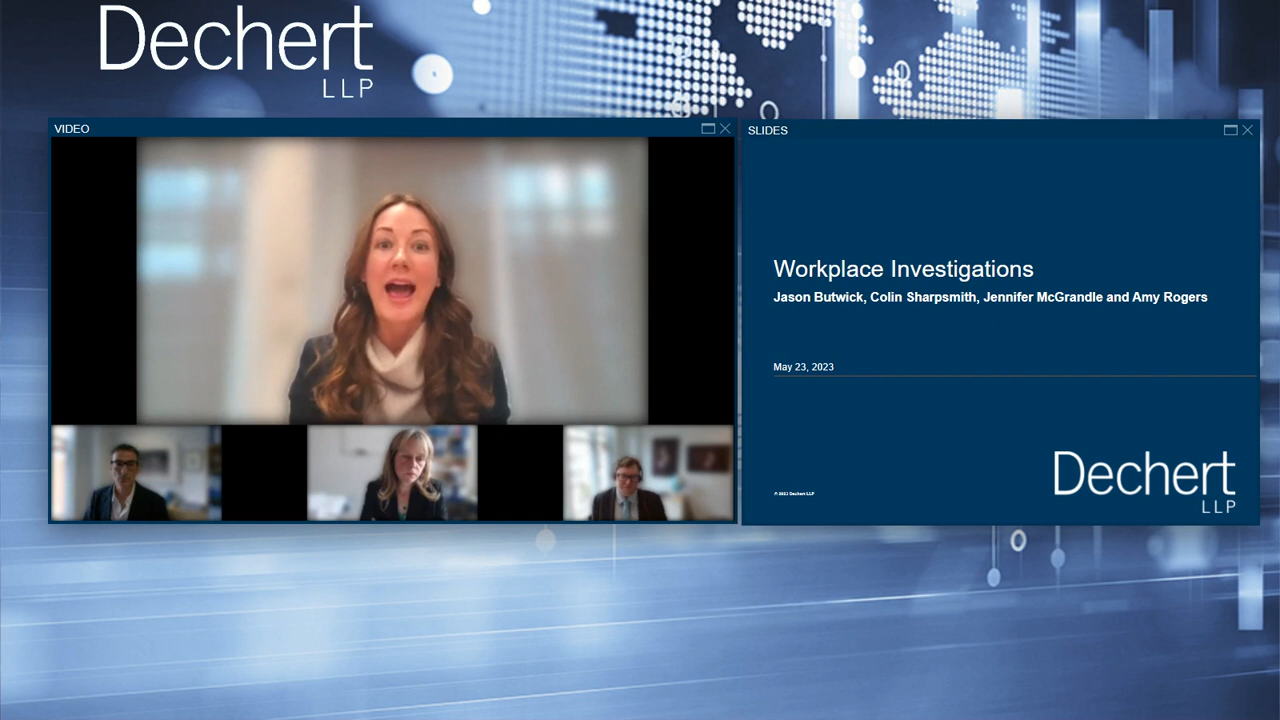 Dechert
LLP
VIDEO
SLIDES
Workplace Investigations
Jason Butwick, Colin Sharpsmith, Jennifer McGrandle and Amy Rogers
May 23, 2023
Dechert
LLP